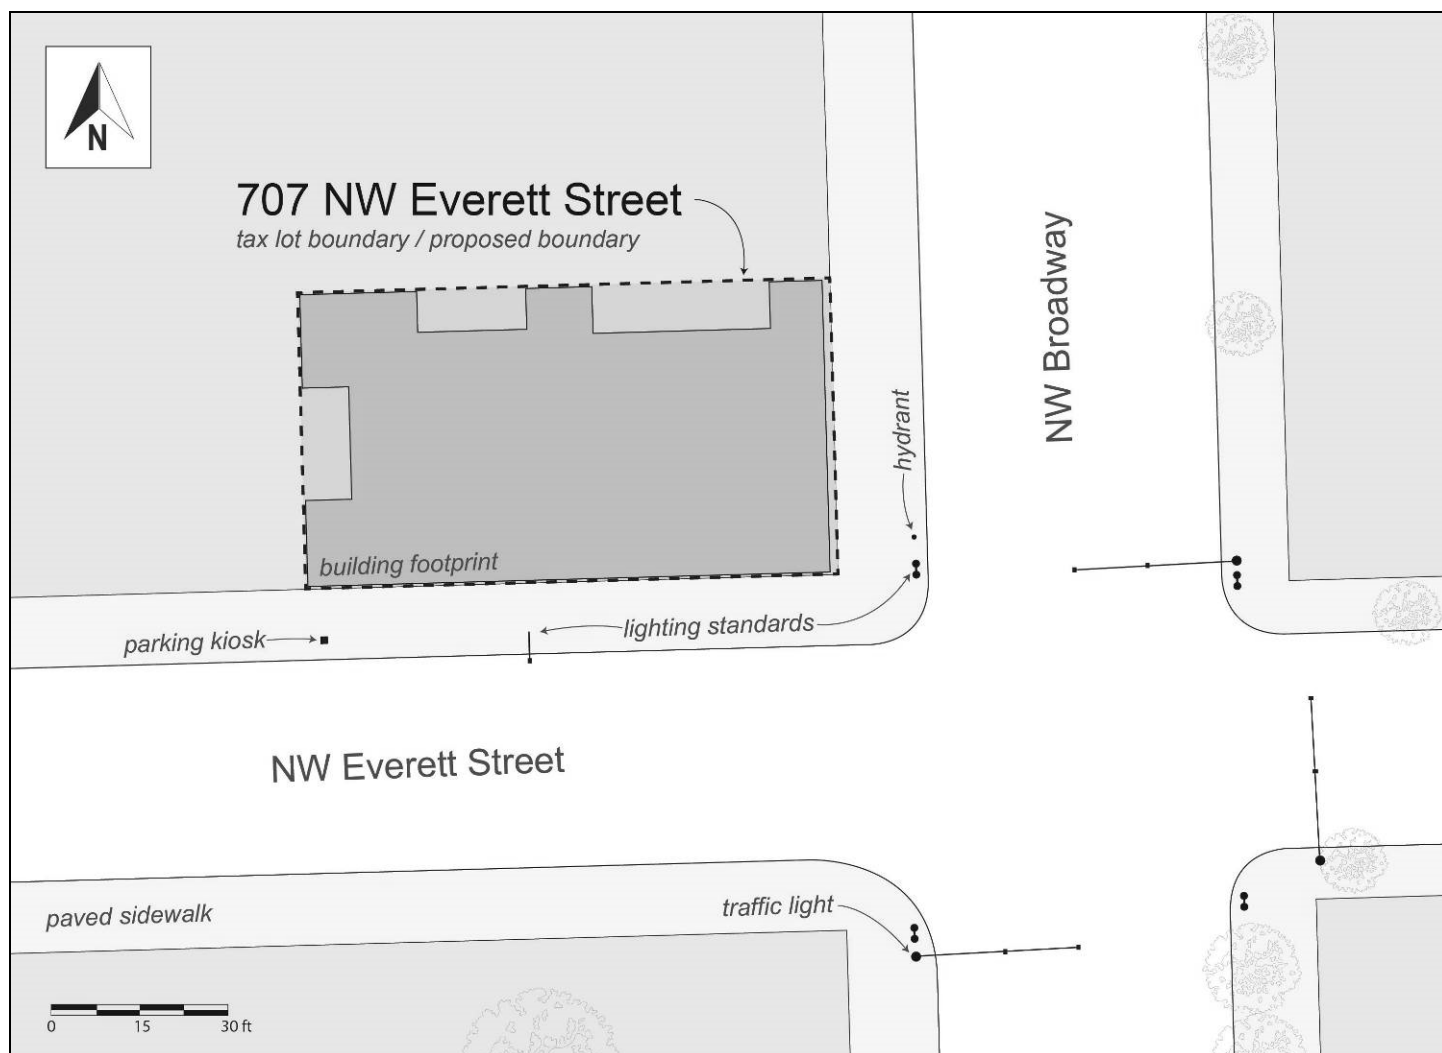 N
707 NW Everett Street
tax lot boundary / proposed boundary
NW Broadway
hydrant
building footprint
parking kiosk
lighting standards
NW Everett Street
paved sidewalk
traffic light
0 15 30 ft